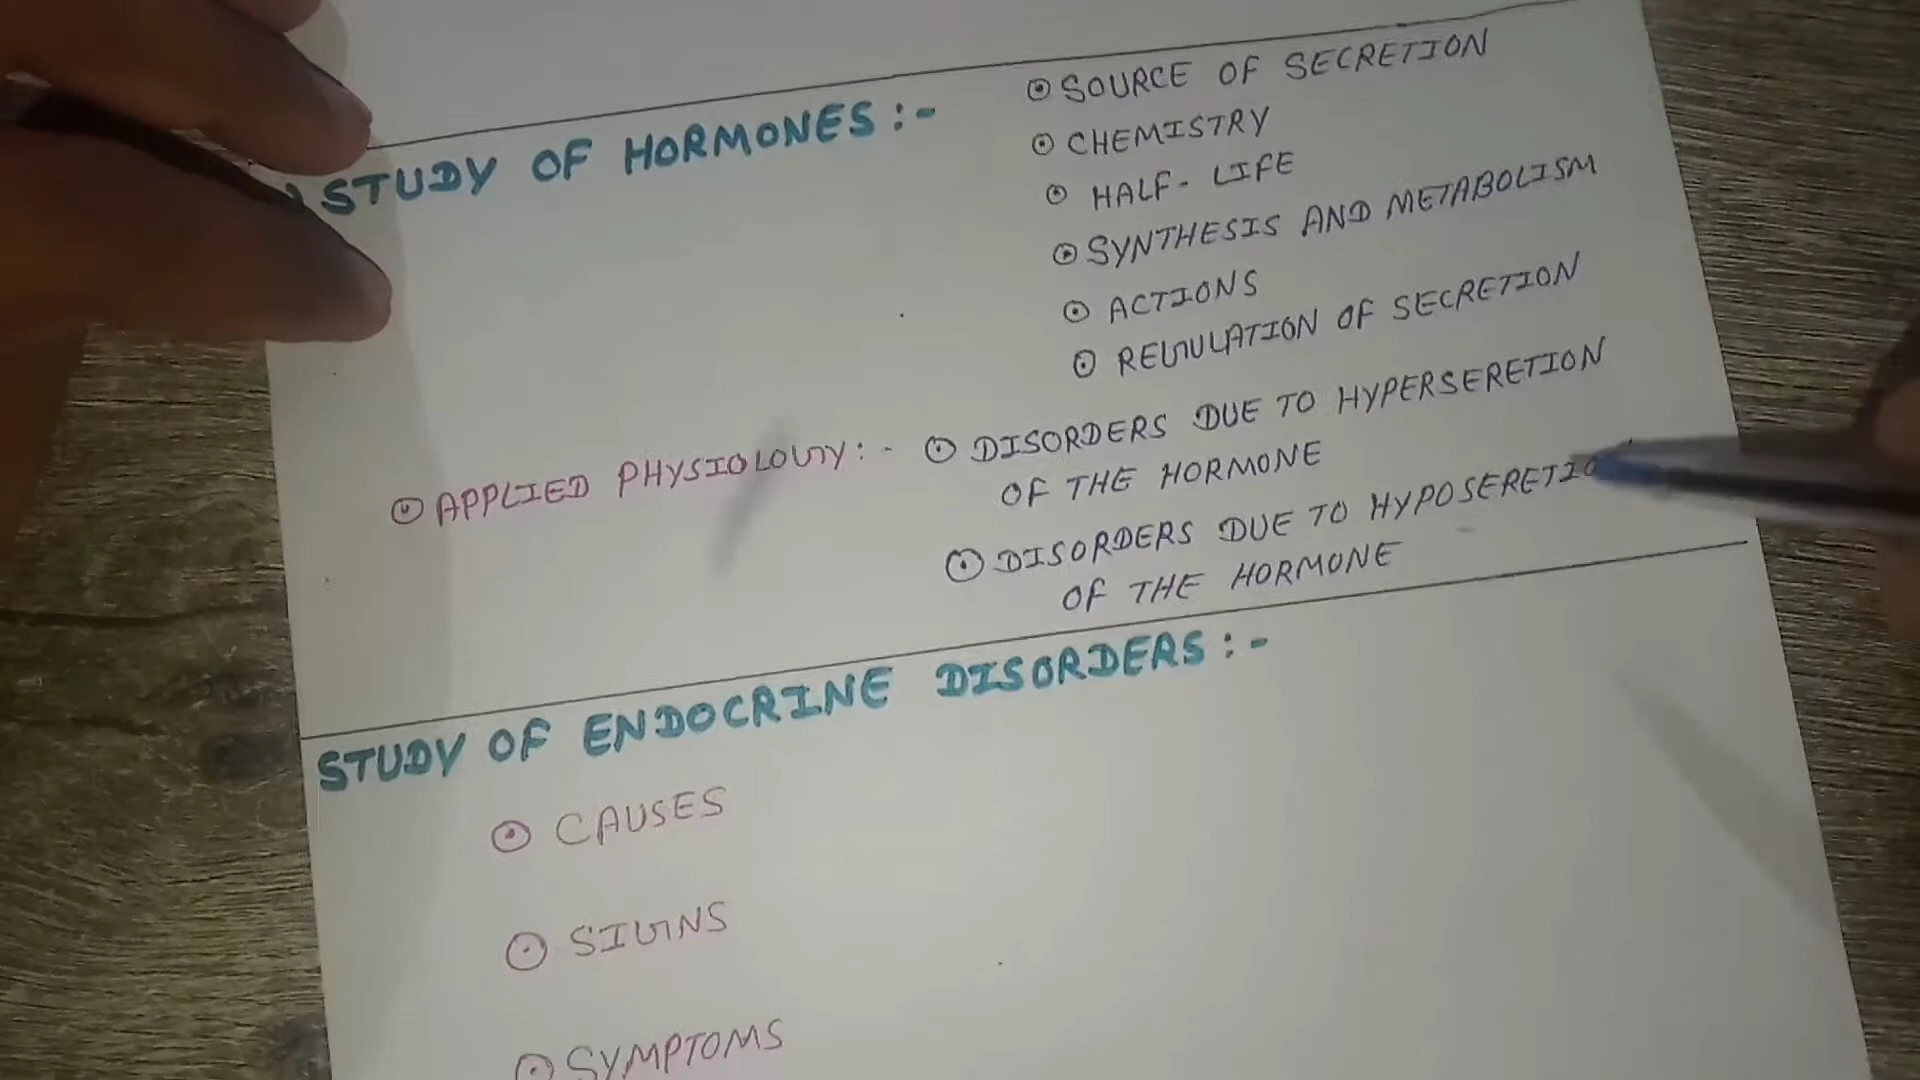 STUDY OF HORMONES :-
⊙ SOURCE OF SECRETION
⊙ CHEMISTRY
⊙ HALF- LIFE
⊙ SYNTHESIS AND METABOLISM
⊙ ACTIONS
⊙ REGULATION OF SECRETION
⊙ APPLIED PHYSIOLOGY :- ⊙ DISORDERS DUE TO HYPERSERETION
OF THE HORMONE
⊙ DISORDERS DUE TO HYPOSERETION
OF THE HORMONE
STUDY OF ENDOCRINE DISORDERS :-
⊙ CAUSES
⊙ SIGNS
⊙ SYMPTOMS